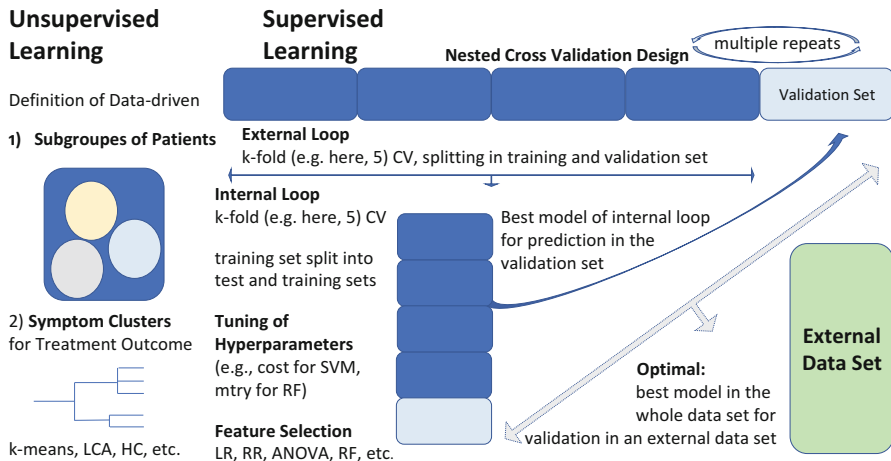 Unsupervised
Learning
Definition of Data-driven
1) Subgroupes of Patients
2) Symptom Clusters
for Treatment Outcome
k-means, LCA, HC, etc.
Supervised
Learning
Nested Cross Validation Design
multiple repeats
Validation Set
External Loop
k-fold (e.g. here, 5) CV, splitting in training and validation set
Internal Loop
k-fold (e.g. here, 5) CV
training set split into
test and training sets
Best model of internal loop
for prediction in the
validation set
Tuning of
Hyperparameters
(e.g., cost for SVM,
mtry for RF)
Feature Selection
LR, RR, ANOVA, RF, etc.
Optimal:
best model in the
whole data set for
validation in an external data set
External
Data Set